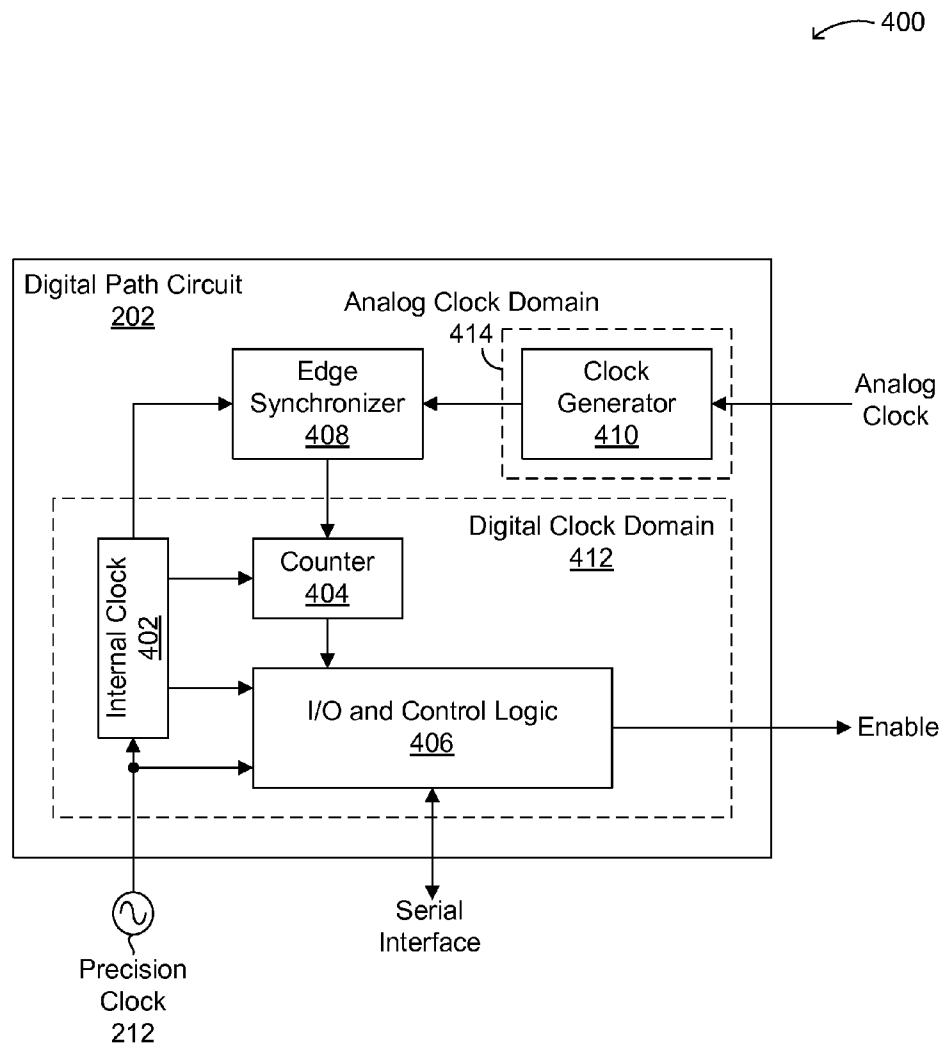 400
Digital Path Circuit
202
Analog Clock Domain
414
Edge
Synchronizer
408
Clock
Generator
410
Analog
Clock
Digital Clock Domain
412
Internal Clock
402
Counter
404
I/O and Control Logic
406
Enable
Serial
Interface
Precision
Clock
212